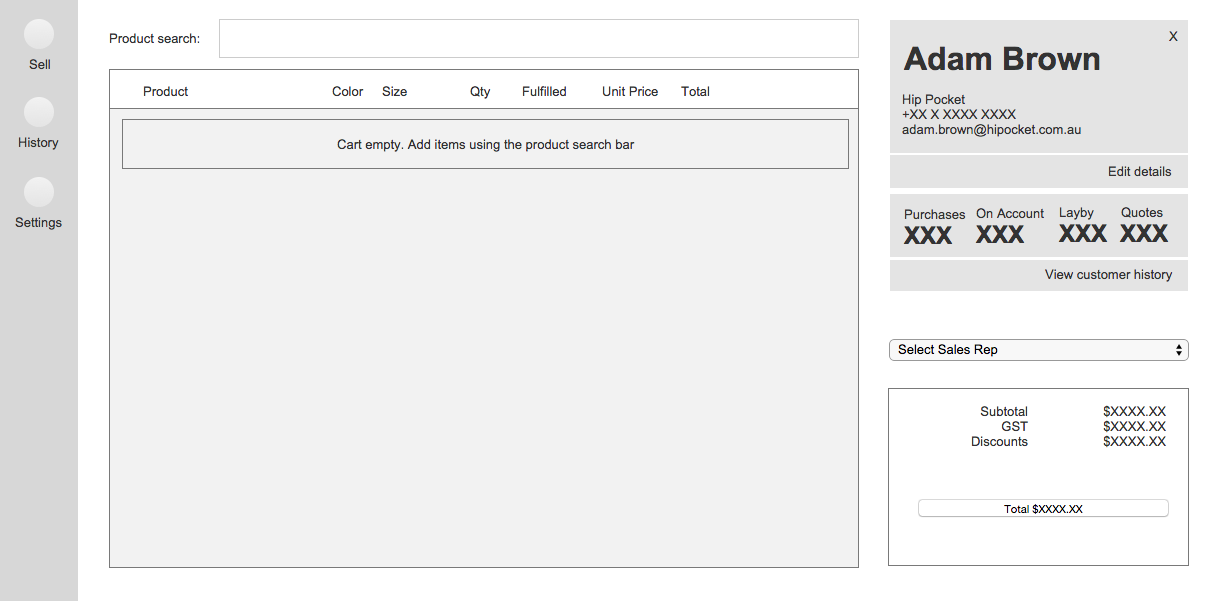 Sell
History
Settings
Product search:
Product Color Size Qty Fulfilled Unit Price Total
Cart empty. Add items using the product search bar
X
Adam Brown
Hip Pocket
+XX X XXXX XXXX
adam.brown@hipocket.com.au
Edit details
Purchases On Account Layby Quotes
XXX XXX XXX XXX
View customer history
Select Sales Rep
Subtotal $XXXX.XX
GST $XXXX.XX
Discounts $XXXX.XX
Total $XXXX.XX